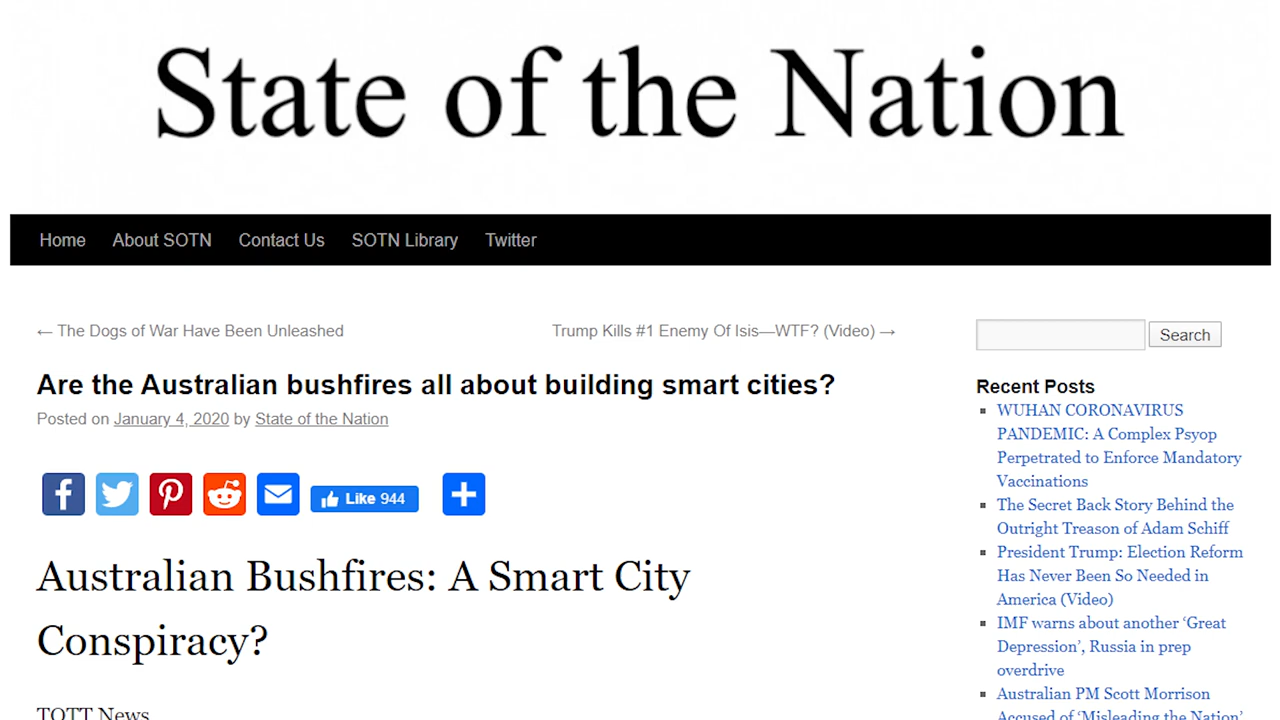 State of the Nation
Home About SOTN Contact Us SOTN Library Twitter
← The Dogs of War Have Been Unleashed
Trump Kills #1 Enemy Of Isis—WTF? (Video) →
Are the Australian bushfires all about building smart cities?
Posted on January 4, 2020 by State of the Nation
Like 944
Australian Bushfires: A Smart City
Conspiracy?
TOTT News
Search
Recent Posts
WUHAN CORONAVIRUS
PANDEMIC: A Complex Psyop
Perpetrated to Enforce Mandatory
Vaccinations
The Secret Back Story Behind the
Outright Treason of Adam Schiff
President Trump: Election Reform
Has Never Been So Needed in
America (Video)
IMF warns about another ‘Great
Depression’, Russia in prep
overdrive
Australian PM Scott Morrison
Accused of ‘Misleading the Nation’